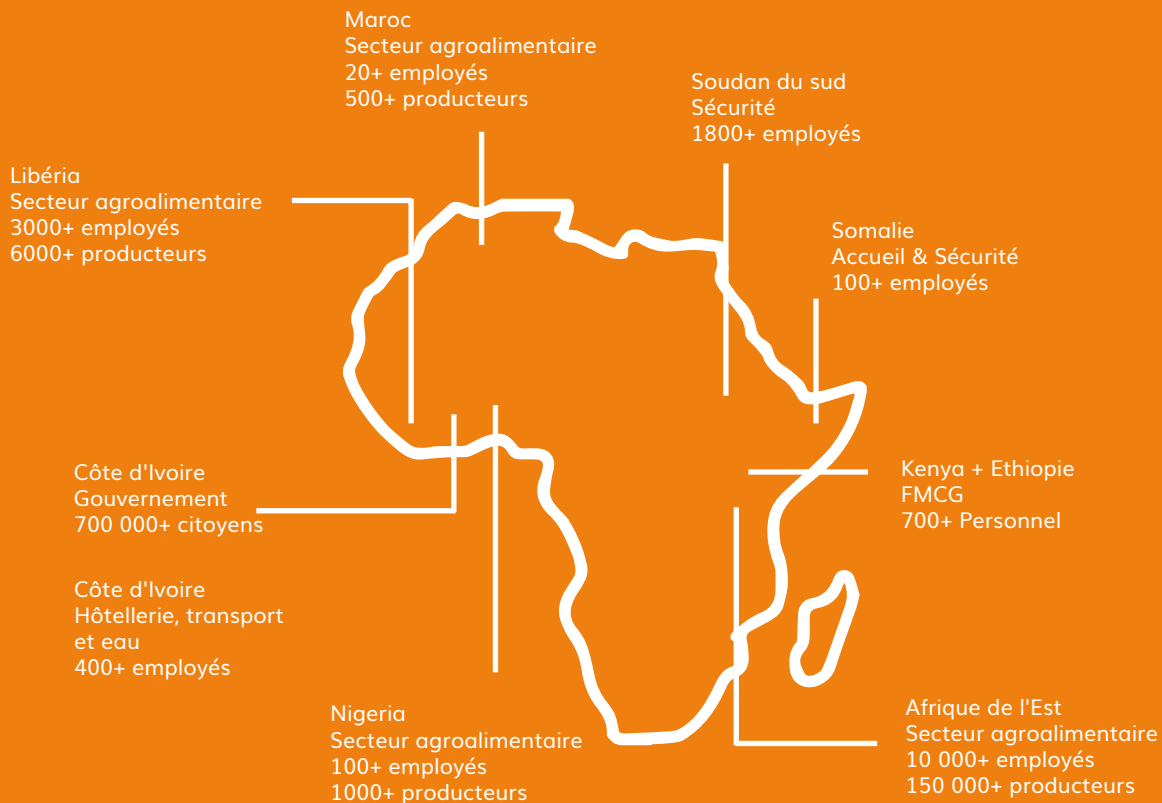 Maroc
Secteur agroalimentaire
20+ employés
500+ producteurs
Soudan du sud
Sécurité
1800+ employés
Libéria
Secteur agroalimentaire
3000+ employés
6000+ producteurs
Somalie
Accueil & Sécurité
100+ employés
Côte d'Ivoire
Gouvernement
700 000+ citoyens
Kenya + Ethiopie
FMCG
700+ Personnel
Côte d'Ivoire
Hôtellerie, transport
et eau
400+ employés
Nigeria
Secteur agroalimentaire
100+ employés
1000+ producteurs
Afrique de l'Est
Secteur agroalimentaire
10 000+ employés
150 000+ producteurs